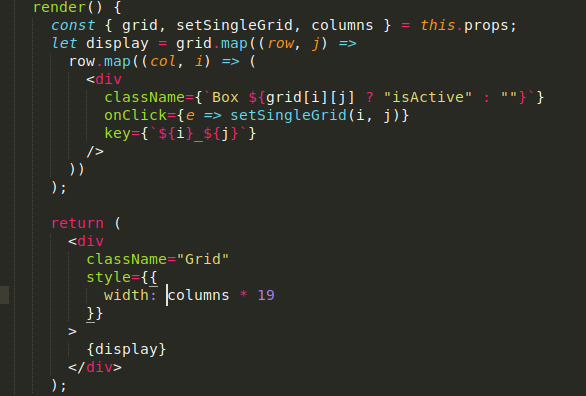 render() {
  const { grid, setSingleGrid, columns } = this.props;
  let display = grid.map((row, j) =>
    row.map((col, i) => (
      <div
        className={`Box ${grid[i][j] ? "isActive" : ""}`}
        onClick={e => setSingleGrid(i, j)}
        key={`${i}_${j}`}
      />
    ))
  );

  return (
    <div
      className="Grid"
      style={{
        width: columns * 19
      }}
    >
      {display}
    </div>
  );